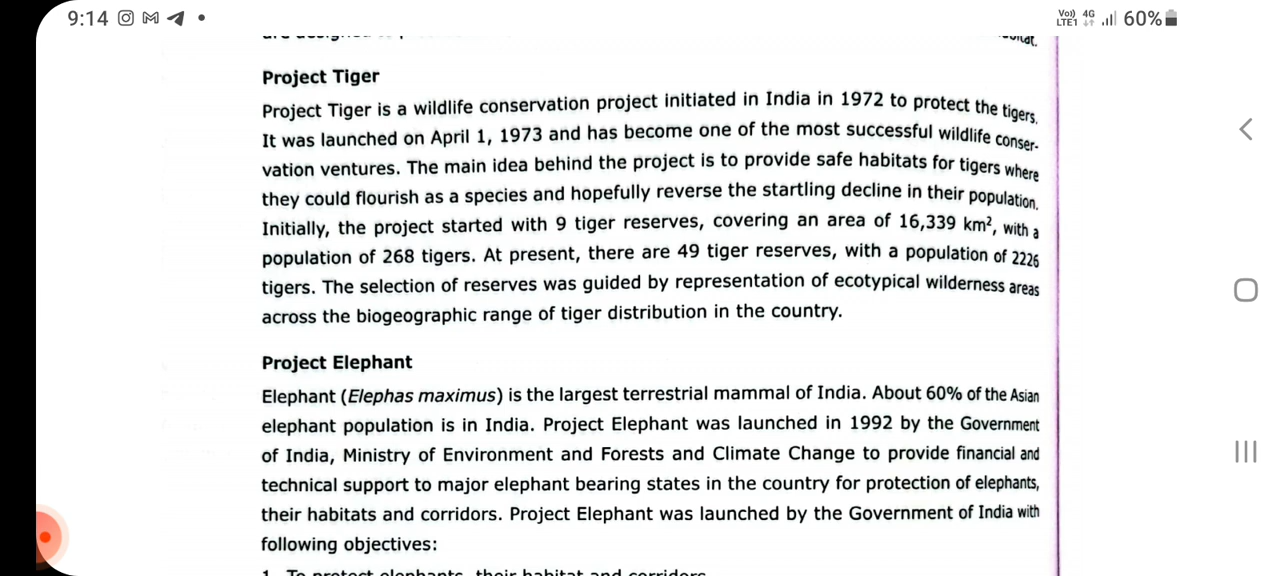 9:14
Vo)) 4G
LTE1 60%
Project Tiger
Project Tiger is a wildlife conservation project initiated in India in 1972 to protect the tigers.
It was launched on April 1, 1973 and has become one of the most successful wildlife conser-
vation ventures. The main idea behind the project is to provide safe habitats for tigers where
they could flourish as a species and hopefully reverse the startling decline in their population.
Initially, the project started with 9 tiger reserves, covering an area of 16,339 km², with a
population of 268 tigers. At present, there are 49 tiger reserves, with a population of 2226
tigers. The selection of reserves was guided by representation of ecotypical wilderness areas
across the biogeographic range of tiger distribution in the country.
Project Elephant
Elephant (Elephas maximus) is the largest terrestrial mammal of India. About 60% of the Asian
elephant population is in India. Project Elephant was launched in 1992 by the Government
of India, Ministry of Environment and Forests and Climate Change to provide financial and
technical support to major elephant bearing states in the country for protection of elephants,
their habitats and corridors. Project Elephant was launched by the Government of India with
following objectives:
1. To protect elephants, their habitat and corridors